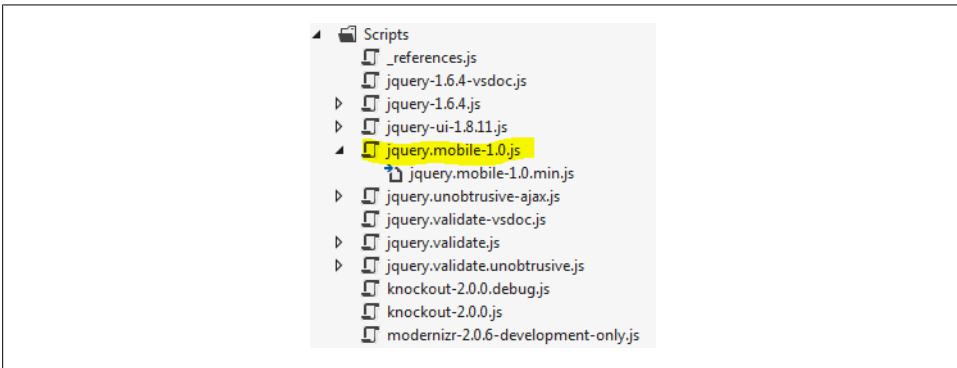 Scripts
_references.js
jquery-1.6.4-vsdoc.js
jquery-1.6.4.js
jquery-ui-1.8.11.js
jquery.mobile-1.0.js
jquery.mobile-1.0.min.js
jquery.unobtrusive-ajax.js
jquery.validate-vsdoc.js
jquery.validate.js
jquery.validate.unobtrusive.js
knockout-2.0.0.debug.js
knockout-2.0.0.js
modernizr-2.0.6-development-only.js